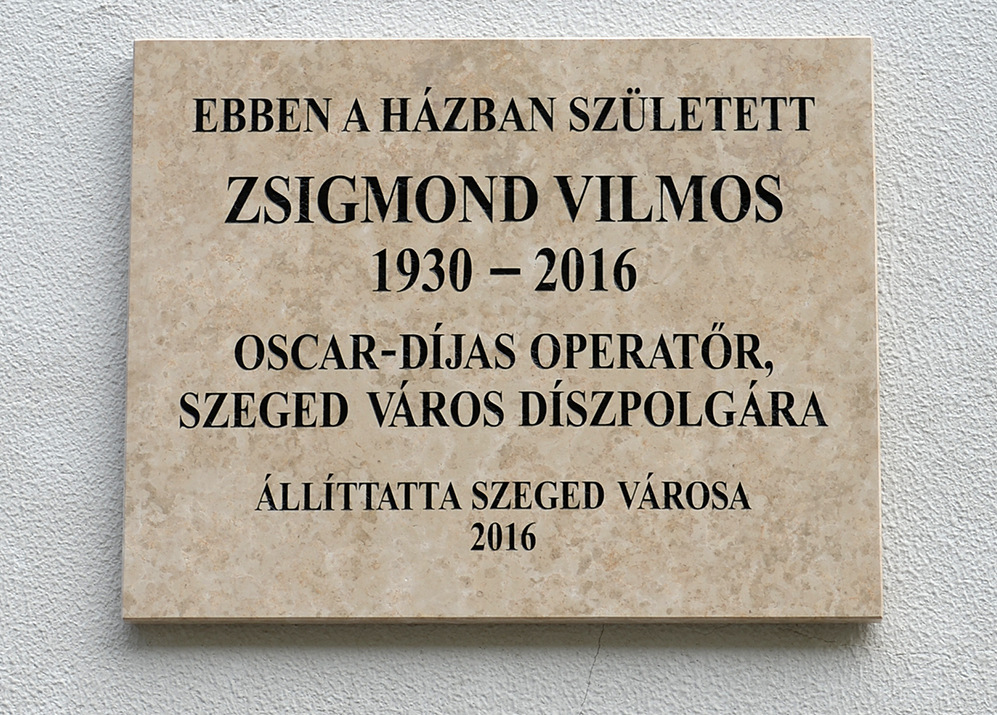 EBBEN A HÁZBAN SZÜLETETT
ZSIGMOND VILMOS
1930 – 2016
OSCAR-DÍJAS OPERATŐR,
SZEGED VÁROS DÍSZPOLGÁRA
ÁLLÍTTATTA SZEGED VÁROSA
2016